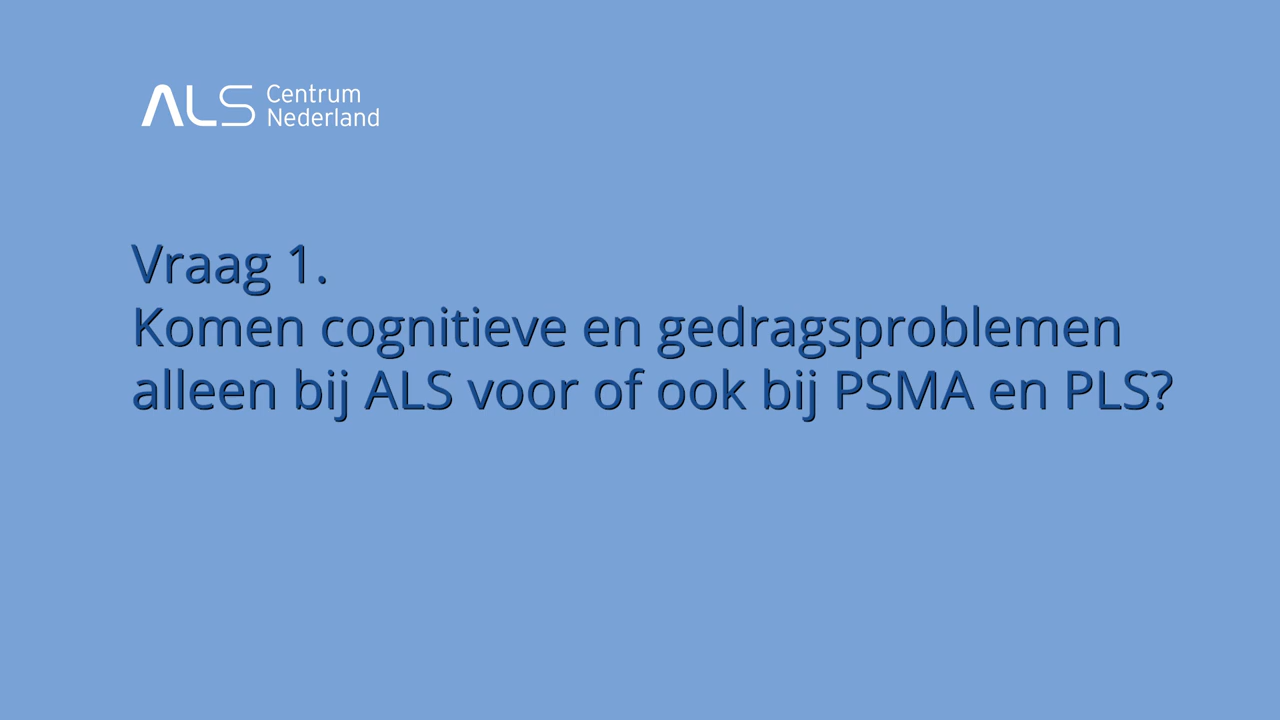 ALS Centrum
Nederland
Vraag 1.
Komen cognitieve en gedragsproblemen
alleen bij ALS voor of ook bij PSMA en PLS?